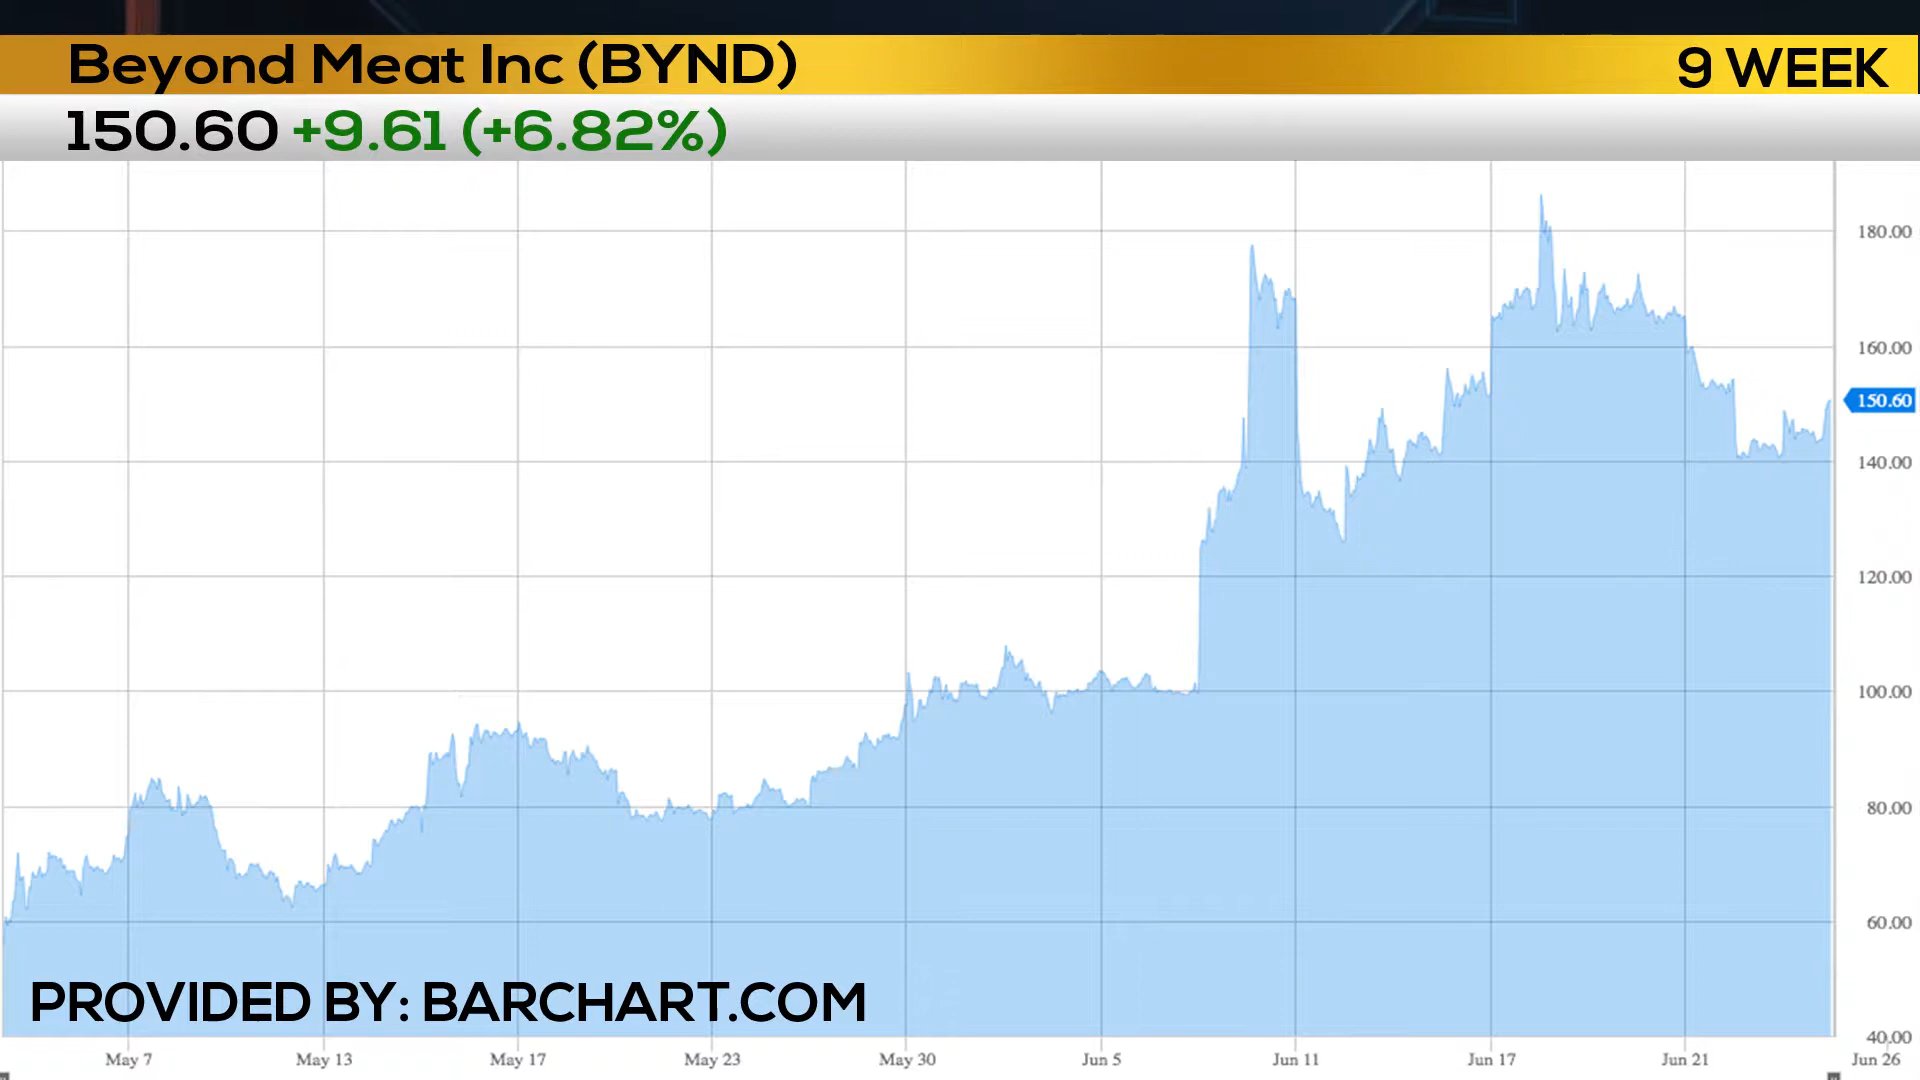 Beyond Meat Inc (BYND)
9 WEEK
150.60 +9.61 (+6.82%)
180.00
160.00
150.60
140.00
120.00
100.00
80.00
60.00
40.00
PROVIDED BY: BARCHART.COM
May 7 May 13 May 17 May 23 May 30 Jun 5 Jun 11 Jun 17 Jun 21 Jun 26